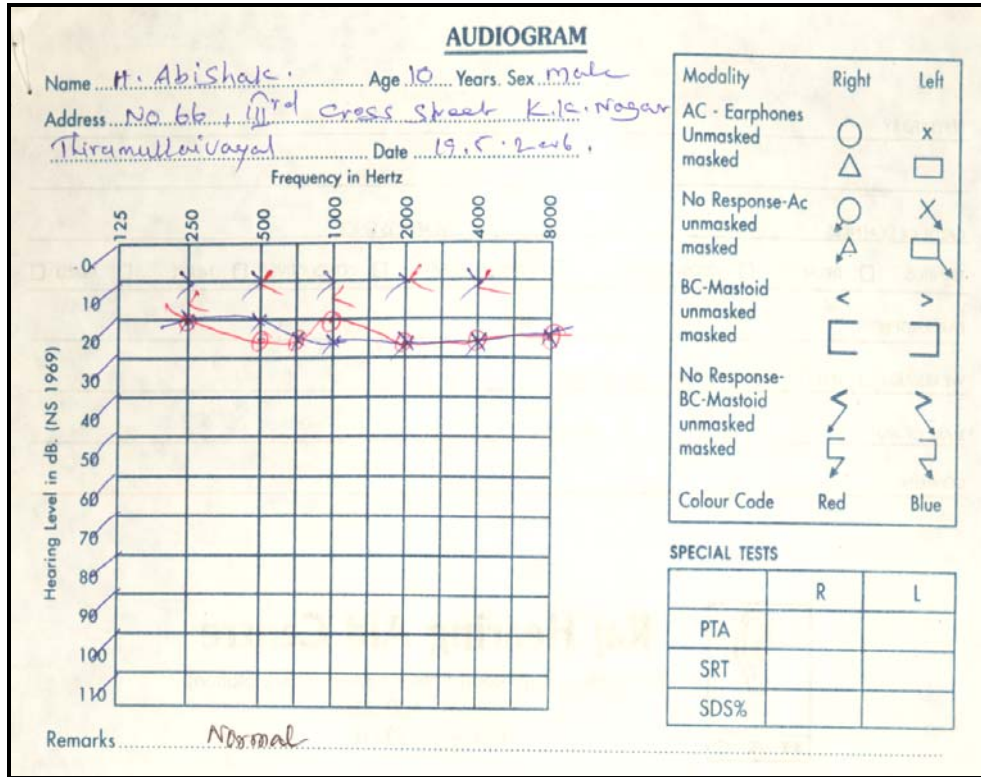 AUDIOGRAM
Name H. Abishak. Age 10 Years. Sex Male
Address No 66, IIIrd Cross Street K.K. Nagar
Thirumullaivayal Date 19.5.2006.
Frequency in Hertz
125 250 500 1000 2000 4000 8000
Hearing Level in dB (NS 1969)
0
10
20
30
40
50
60
70
80
90
100
110
Remarks Normal
Modality Right Left
AC - Earphones
Unmasked x
masked
No Response-Ac
unmasked
masked
BC-Mastoid
unmasked < >
masked
No Response-
BC-Mastoid
unmasked
masked
Colour Code Red Blue
SPECIAL TESTS
R L
PTA
SRT
SDS%